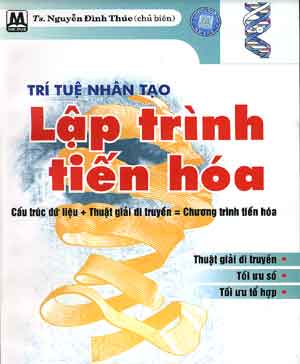 Ts. Nguyễn Đình Thúc (chủ biên)
TRÍ TUỆ NHÂN TẠO
Lập trình
tiến hóa
Cấu trúc dữ liệu + Thuật giải di truyền = Chương trình tiến hóa
Thuật giải di truyền
Tối ưu số
Tối ưu tổ hợp